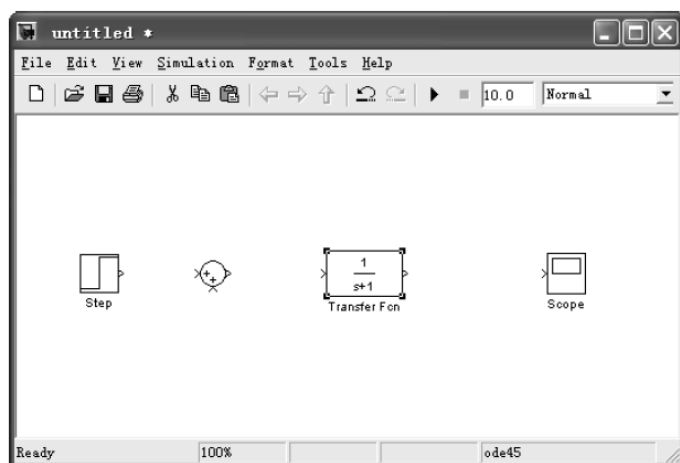 untitled *
File Edit View Simulation Format Tools Help
10.0 Normal
1
s+1
Step
Transfer Fcn
Scope
Ready 100% ode45